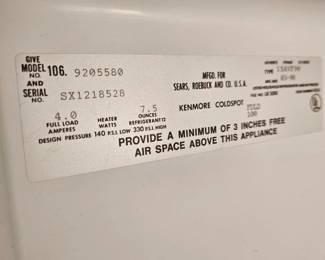 GIVE
MODEL 106. 9205580
NO.
AND
SERIAL SX1218528
NO.
MFGD. FOR
SEARS, ROEBUCK AND CO. U.S.A.
TYPE
4.0 7.5
FULL LOAD HEATER OUNCES
AMPERES WATTS REFRIGERANT
DESIGN PRESSURE 140 P.S.I. LOW 330 P.S.I. HIGH
KENMORE COLDSPOT
100
PROVIDE A MINIMUM OF 3 INCHES FREE
AIR SPACE ABOVE THIS APPLIANCE